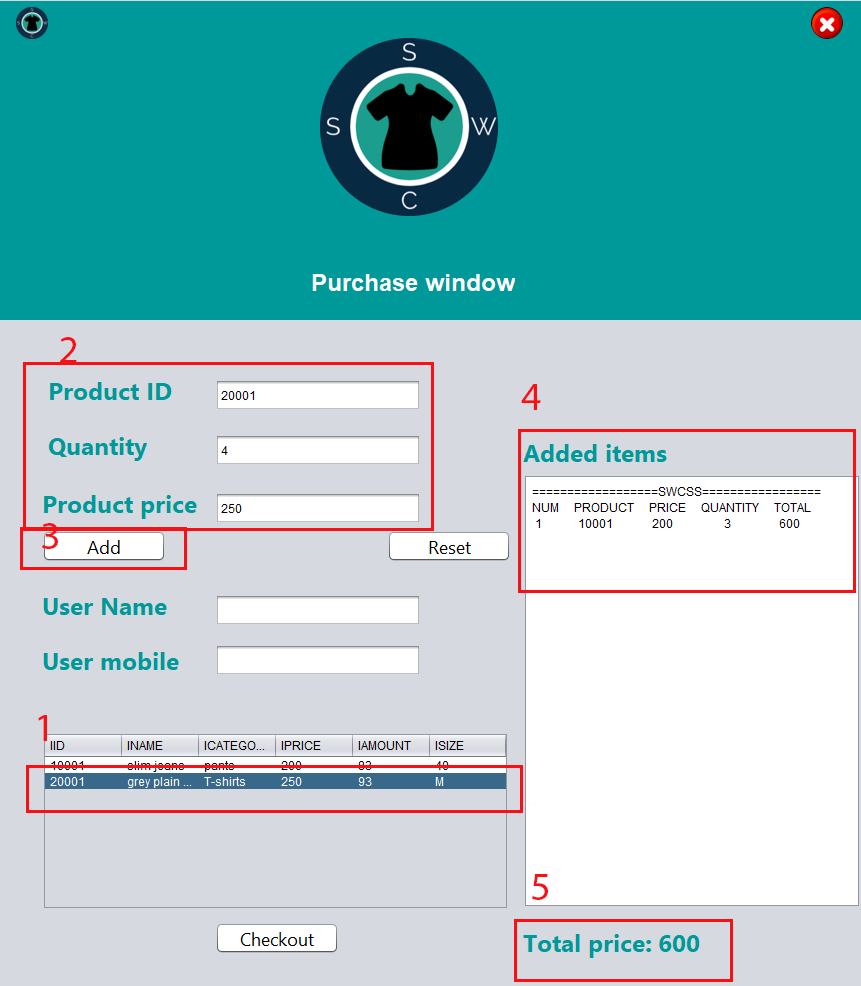 S
S W
C
Purchase window
2
Product ID 20001
Quantity 4
Product price 250
3
Add Reset
User Name
User mobile
1
IID INAME ICATEGO... IPRICE IAMOUNT ISIZE
10001 slim jeans pants 200 93 40
20001 grey plain ... T-shirts 250 93 M
Checkout
4
Added items
==================SWCSS=================
NUM PRODUCT PRICE QUANTITY TOTAL
1 10001 200 3 600
5
Total price: 600